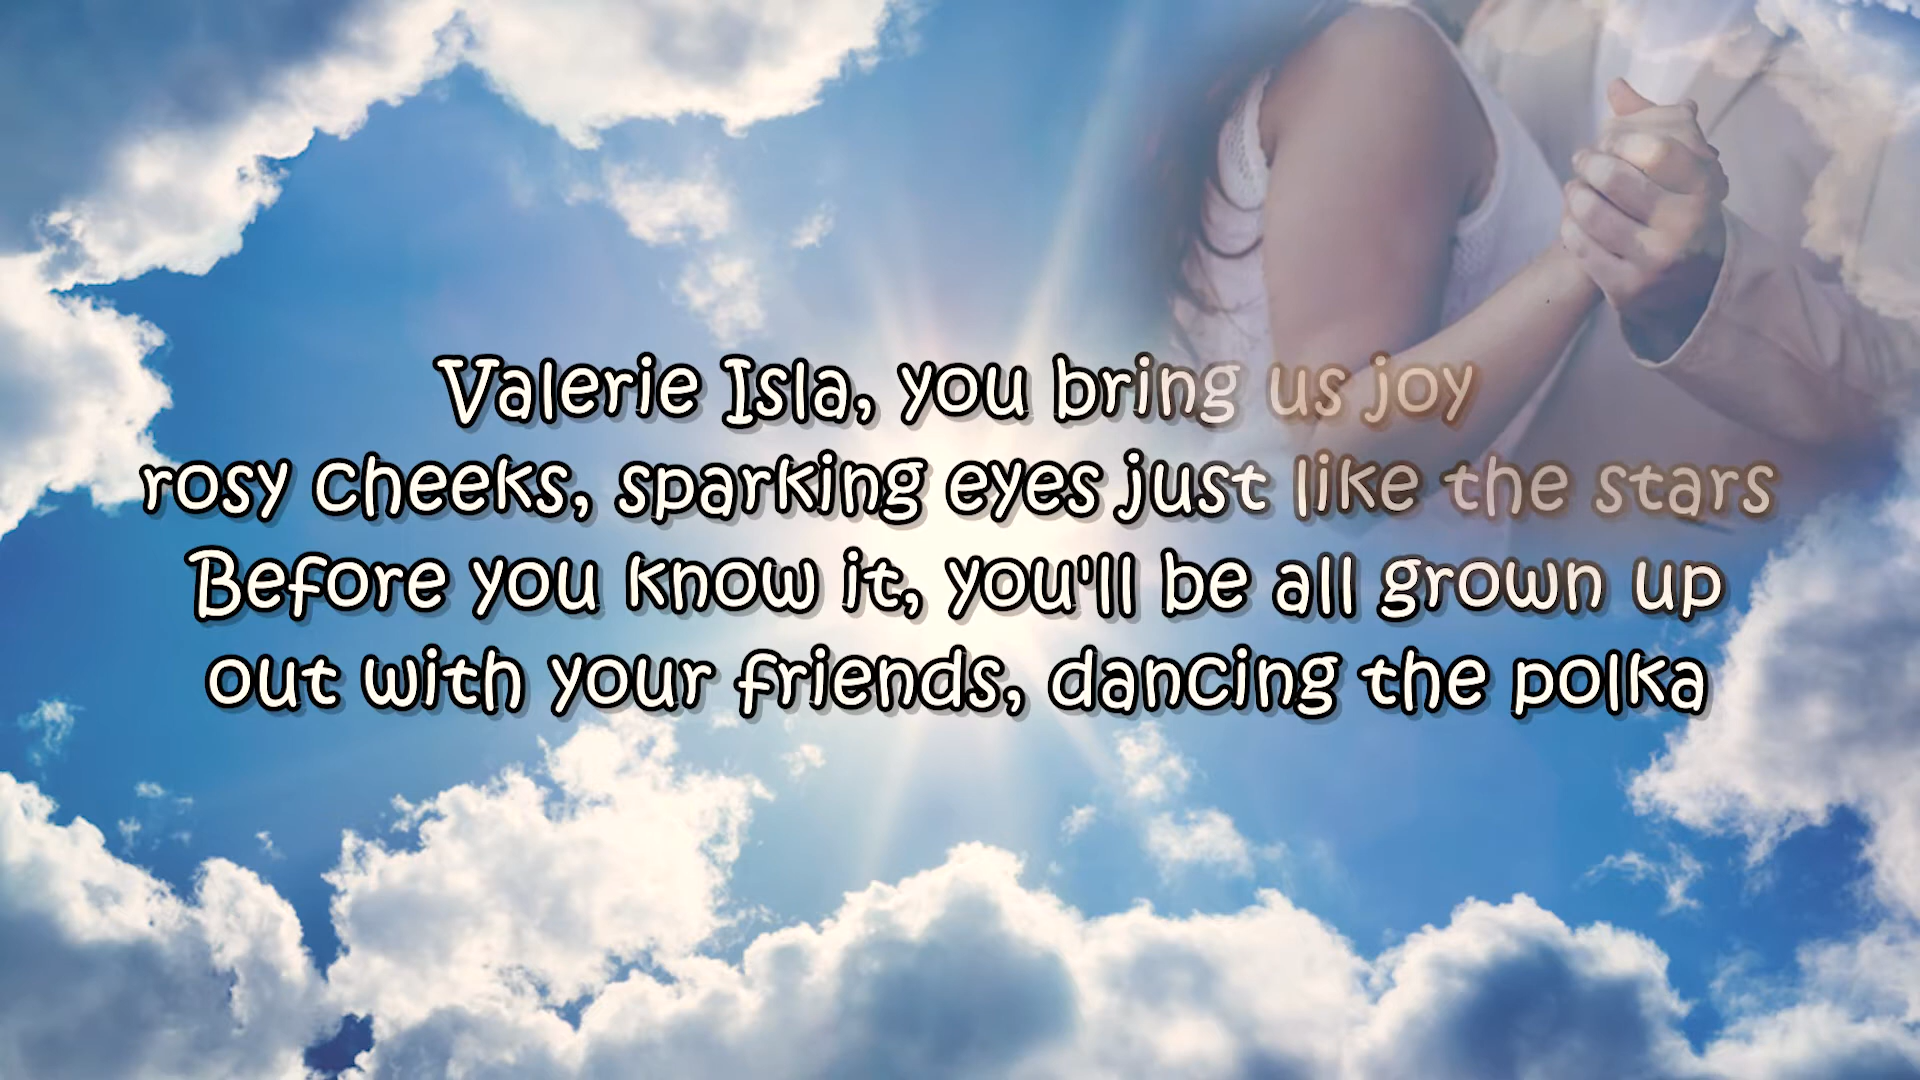 Valerie Isla, you bring us joy
rosy cheeks, sparking eyes just like the stars
Before you know it, you'll be all grown up
out with your friends, dancing the polka